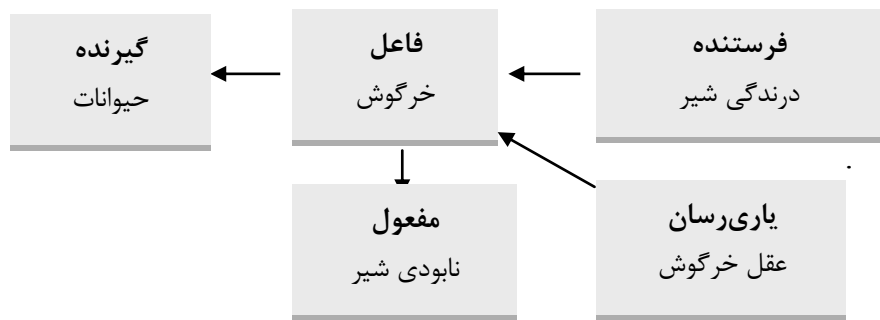 فرستنده
درندگی شیر
فاعل
خرگوش
گیرنده
حیوانات
یاری‌رسان
عقل خرگوش
مفعول
نابودی شیر